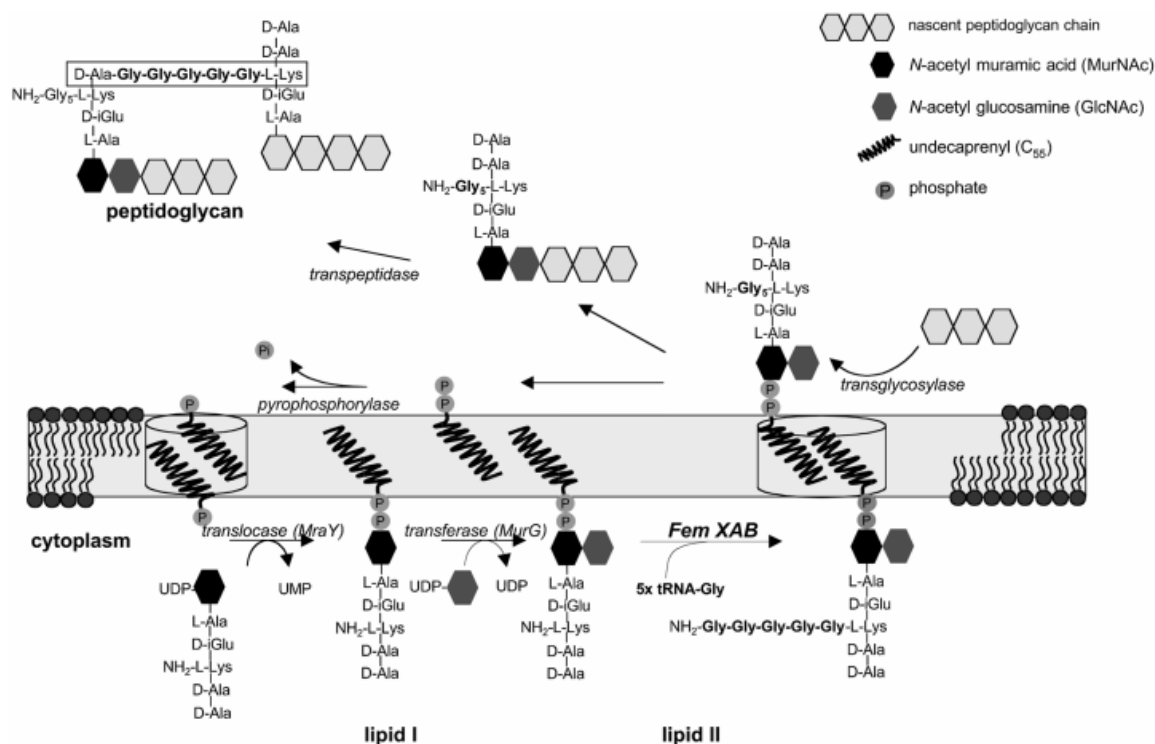 D-Ala
D-Ala
D-Ala-Gly-Gly-Gly-Gly-Gly-L-Lys
NH2-Gly5-L-Lys
D-iGlu
D-iGlu
L-Ala
L-Ala
peptidoglycan
nascent peptidoglycan chain
N-acetyl muramic acid (MurNAc)
N-acetyl glucosamine (GlcNAc)
undecaprenyl (C55)
P phosphate
D-Ala
D-Ala
NH2-Gly5-L-Lys
D-iGlu
L-Ala
transpeptidase
D-Ala
D-Ala
NH2-Gly5-L-Lys
D-iGlu
L-Ala
P
P
transglycosylase
Pi
pyrophosphorylase
P
P
P
P
cytoplasm
translocase (MraY)
UDP-
UMP
L-Ala
D-iGlu
NH2-L-Lys
D-Ala
D-Ala
P
P
L-Ala
D-iGlu
NH2-L-Lys
D-Ala
D-Ala
lipid I
transferase (MurG)
UDP-
UDP
P
P
L-Ala
D-iGlu
NH2-L-Lys
D-Ala
D-Ala
lipid II
Fem XAB
5x tRNA-Gly
P
P
L-Ala
D-iGlu
NH2-Gly-Gly-Gly-Gly-Gly-L-Lys
D-Ala
D-Ala